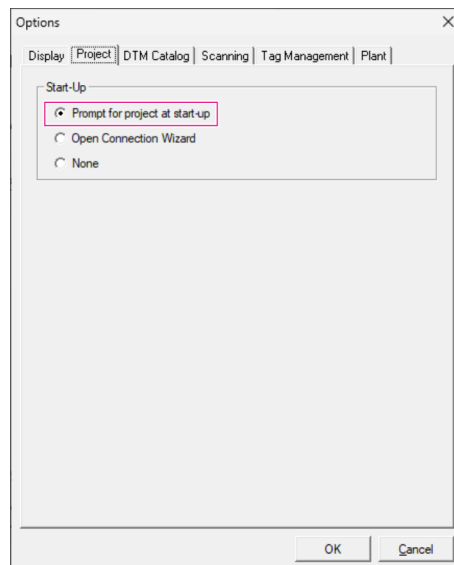 Options
Display Project DTM Catalog Scanning Tag Management Plant
Start-Up
Prompt for project at start-up
Open Connection Wizard
None
OK Cancel